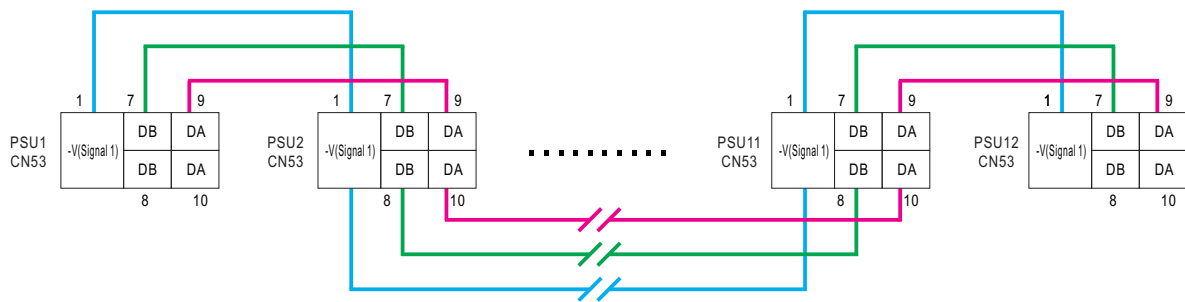 1 7 9 1 7 9 1 7 9 1 7 9
PSU1
CN53
-V(Signal 1)
DB DA
DB DA
8 10
PSU2
CN53
-V(Signal 1)
DB DA
DB DA
8 10
PSU11
CN53
-V(Signal 1)
DB DA
DB DA
8 10
PSU12
CN53
-V(Signal 1)
DB DA
DB DA
8 10